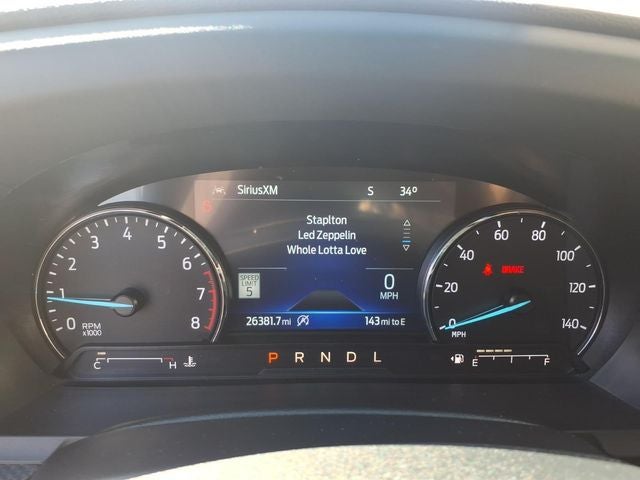 SiriusXM S 34°
Staplton
Led Zeppelin
Whole Lotta Love
SPEED
LIMIT
5
0
MPH
26381.7 mi 143 mi to E
0 1 2 3 4 5 6 7 8
RPM
x1000
0 20 40 60 80 100 120 140
MPH
BRAKE
C H
P R N D L
E F